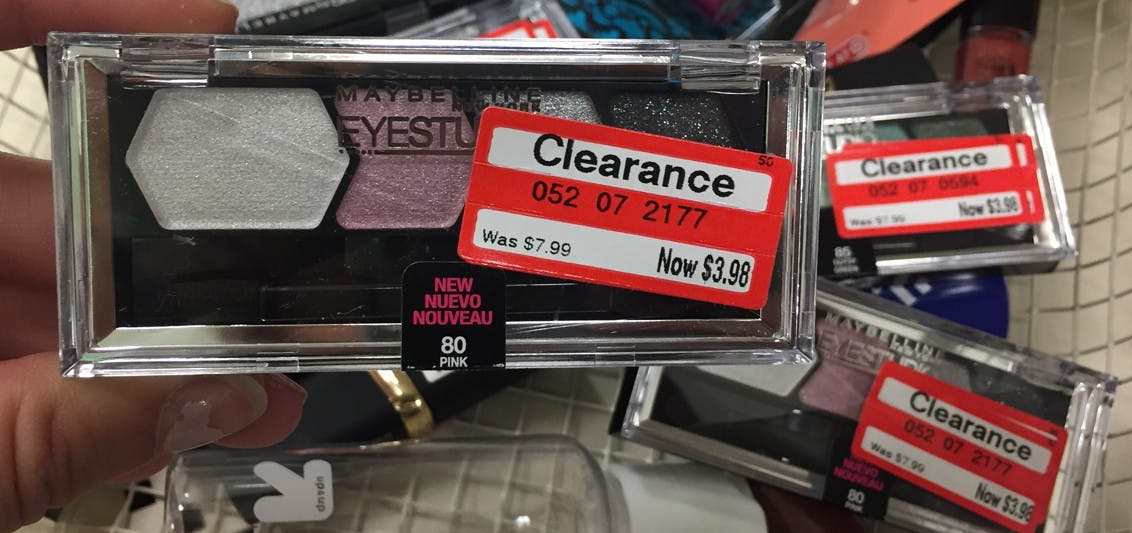 MAYBELLINE
EYESTU
Clearance
50
052 07 2177
Was $7.99
Now $3.98
NEW
NUEVO
NOUVEAU
80
PINK
Clearance
052 07 0594
Was $7.99
Now $3.98
85
MAYBELLINE
EYESTU
Clearance
052 07 2177
Was $7.99
Now $3.98
NUEVO
NOUVEAU
80
PINK
up&up